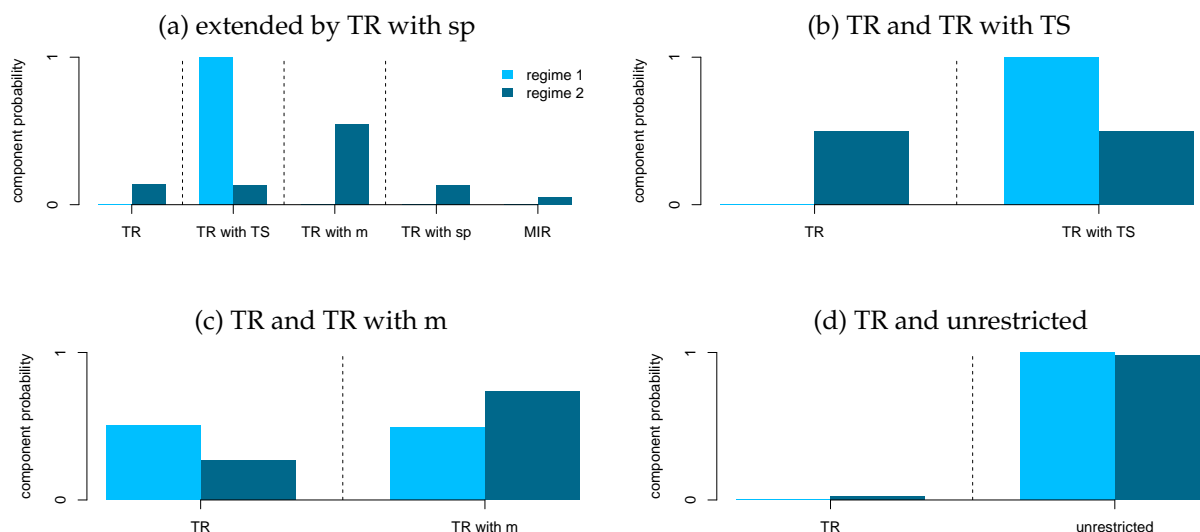 (a) extended by TR with sp
component probability
1
0
regime 1
regime 2
TR
TR with TS
TR with m
TR with sp
MIR
(b) TR and TR with TS
component probability
1
0
TR
TR with TS
(c) TR and TR with m
component probability
1
0
TR
TR with m
(d) TR and unrestricted
component probability
1
0
TR
unrestricted